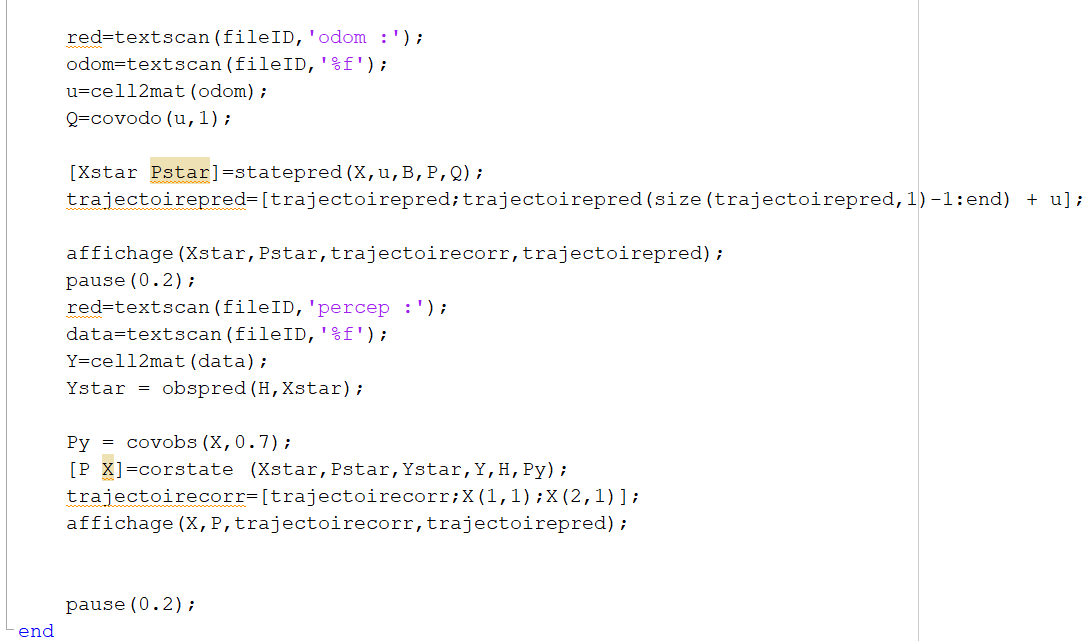 red=textscan(fileID,'odom :');
odom=textscan(fileID,'%f');
u=cell2mat(odom);
Q=covodo(u,1);
[Xstar Pstar]=statepred(X,u,B,P,Q);
trajectoirepred=[trajectoirepred;trajectoirepred(size(trajectoirepred,1)-1:end) + u];
affichage(Xstar,Pstar,trajectoirecorr,trajectoirepred);
pause(0.2);
red=textscan(fileID,'percep :');
data=textscan(fileID,'%f');
Y=cell2mat(data);
Ystar = obspred(H,Xstar);
Py = covobs(X,0.7);
[P X]=corstate (Xstar,Pstar,Ystar,Y,H,Py);
trajectoirecorr=[trajectoirecorr;X(1,1);X(2,1)];
affichage(X,P,trajectoirecorr,trajectoirepred);
pause(0.2);
end